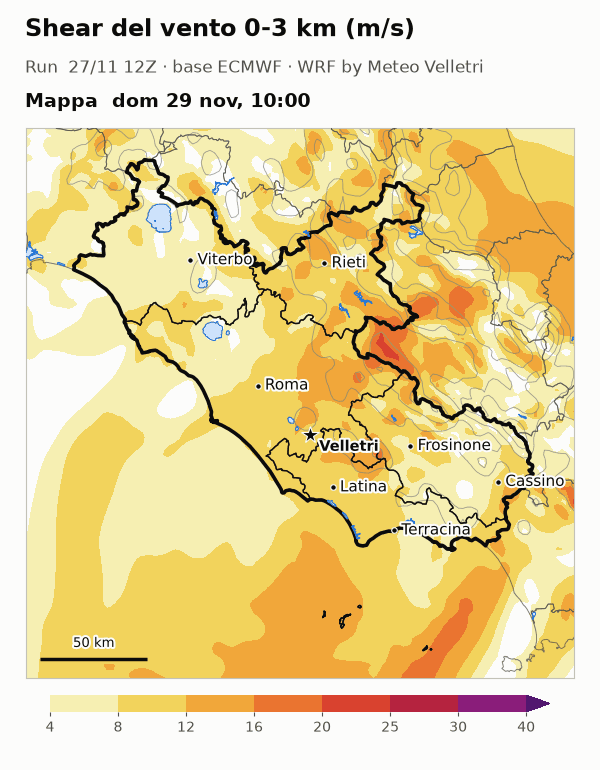 Shear del vento 0-3 km (m/s)
Run  27/11 12Z · base ECMWF · WRF by Meteo Velletri
Mappa  dom 29 nov, 10:00
Viterbo
Rieti
Roma
Velletri
Frosinone
Latina
Cassino
Terracina
50 km
4 8 12 16 20 25 30 40